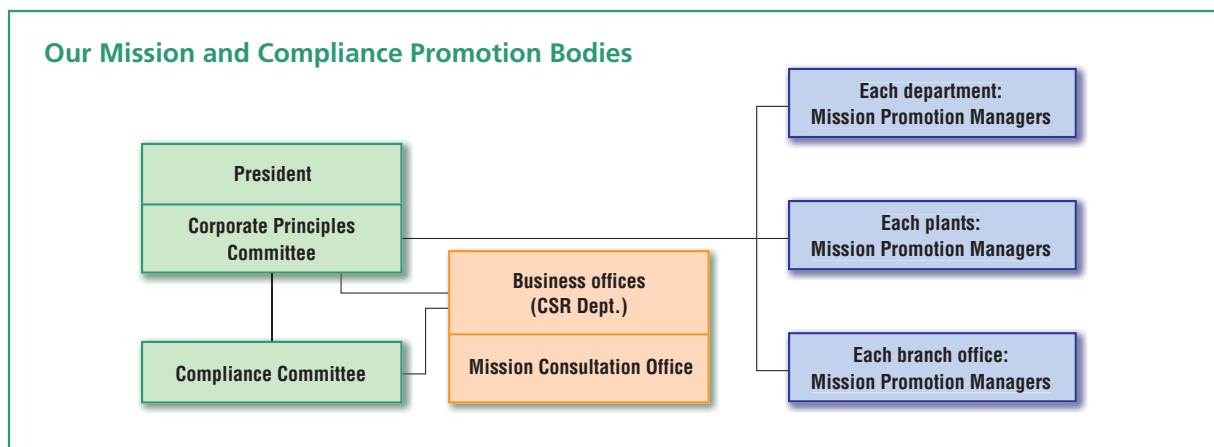 Our Mission and Compliance Promotion Bodies
President
Corporate Principles
Committee
Compliance Committee
Business offices
(CSR Dept.)
Mission Consultation Office
Each department:
Mission Promotion Managers
Each plants:
Mission Promotion Managers
Each branch office:
Mission Promotion Managers